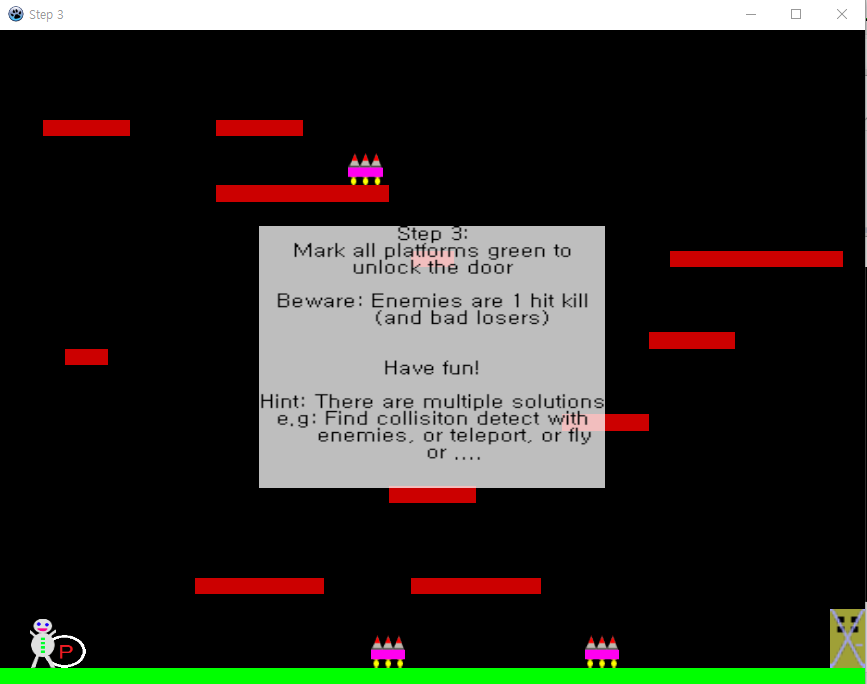 Step 3
Step 3:
Mark all platforms green to
unlock the door
Beware: Enemies are 1 hit kill
(and bad losers)
Have fun!
Hint: There are multiple solutions
e.g: Find collisiton detect with
enemies, or teleport, or fly
or ....
P